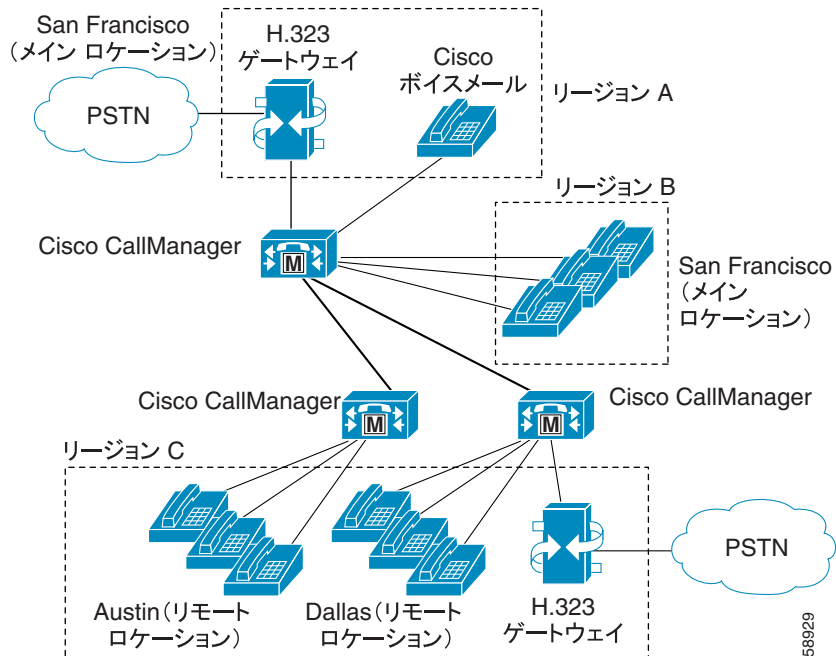 San Francisco
（メイン ロケーション）
H.323
ゲートウェイ
Cisco
ボイスメール
リージョン A
PSTN
リージョン B
Cisco CallManager
M
San Francisco
（メイン
ロケーション）
Cisco CallManager
M
Cisco CallManager
M
リージョン C
Austin（リモート
ロケーション）
Dallas（リモート
ロケーション）
H.323
ゲートウェイ
PSTN
58929